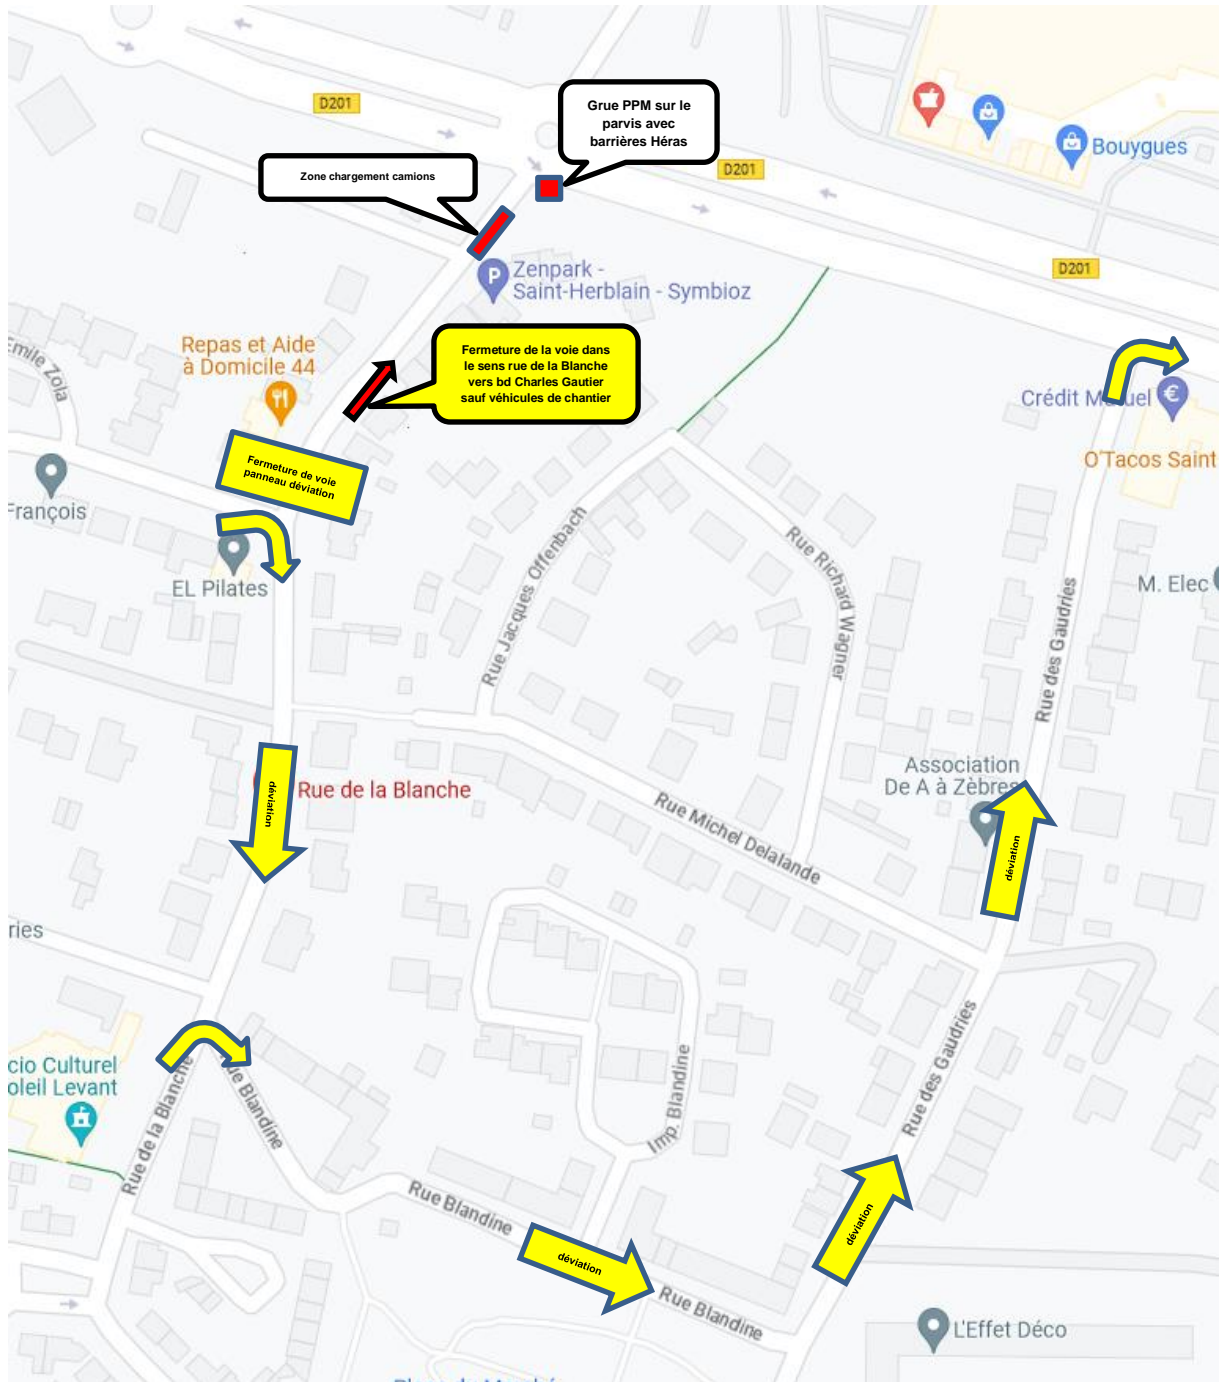 D201
Grue PPM sur le
parvis avec
barrières Héras
Bouygues
D201
Zone chargement camions
D201
Zenpark -
Saint-Herblain - Symbioz
Emile Zola
Repas et Aide
à Domicile 44
Fermeture de la voie dans
le sens rue de la Blanche
vers bd Charles Gautier
sauf véhicules de chantier
Crédit Mutuel
O'Tacos Saint
Fermeture de voie
panneau déviation
François
EL Pilates
Rue Jacques Offenbach
Rue Richard Wagner
M. Elec
Rue des Gaudries
déviation
Rue de la Blanche
Association
De A à Zèbres
Rue Michel Delalande
déviation
ries
cio Culturel
oleil Levant
Rue de la Blanche
Rue Blandine
Imp. Blandine
Rue des Gaudries
Rue Blandine
déviation
déviation
Rue Blandine
L'Effet Déco